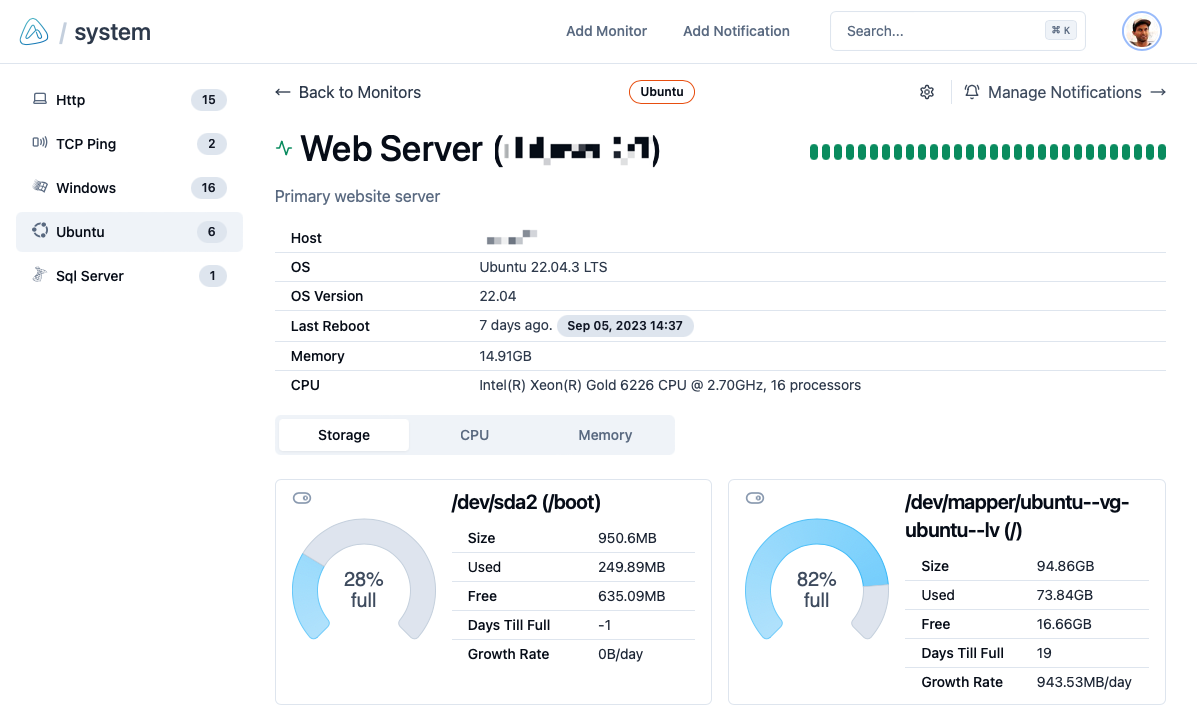 / system
Add Monitor
Add Notification
Search...
⌘ K
Http 15
TCP Ping 2
Windows 16
Ubuntu 6
Sql Server 1
← Back to Monitors
Ubuntu
Manage Notifications →
Web Server ( )
Primary website server
Host
OS Ubuntu 22.04.3 LTS
OS Version 22.04
Last Reboot 7 days ago. Sep 05, 2023 14:37
Memory 14.91GB
CPU Intel(R) Xeon(R) Gold 6226 CPU @ 2.70GHz, 16 processors
Storage CPU Memory
/dev/sda2 (/boot)
28%
full
Size 950.6MB
Used 249.89MB
Free 635.09MB
Days Till Full -1
Growth Rate 0B/day
/dev/mapper/ubuntu--vg-
ubuntu--lv (/)
82%
full
Size 94.86GB
Used 73.84GB
Free 16.66GB
Days Till Full 19
Growth Rate 943.53MB/day